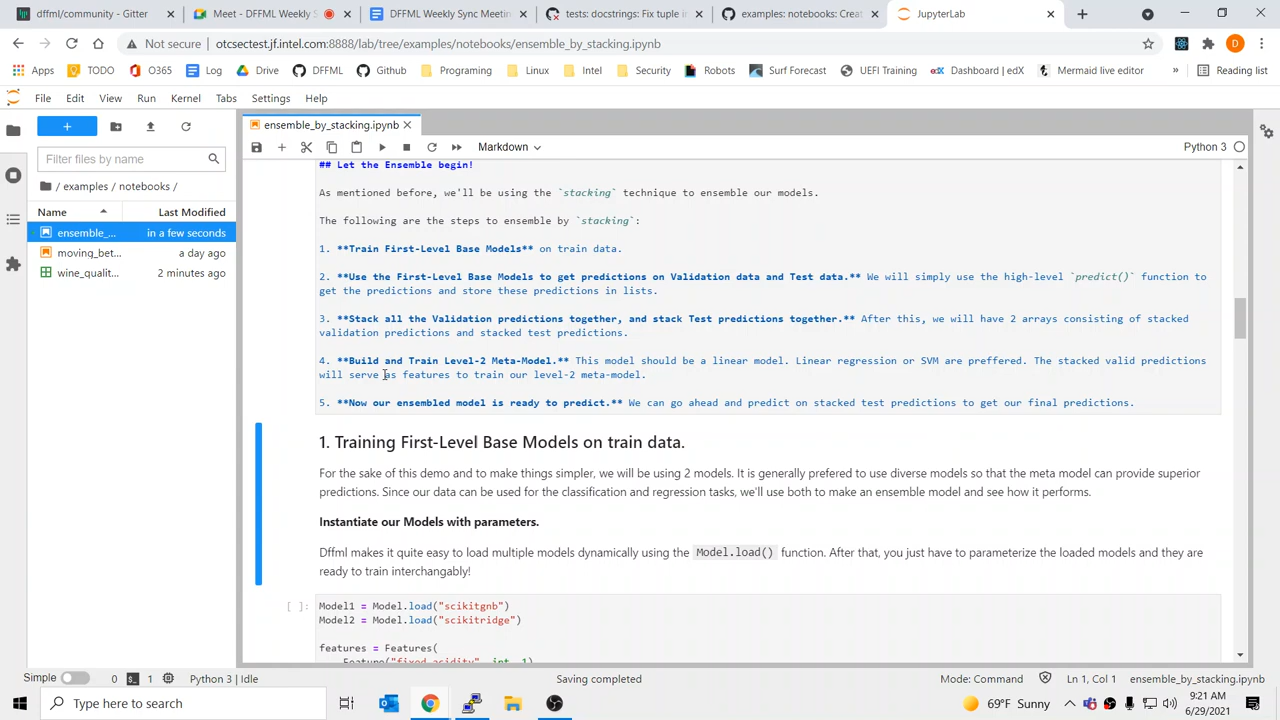 dffml/community - Gitter
Meet - DFFML Weekly S
DFFML Weekly Sync Meetin
tests: docstrings: Fix tuple in
examples: notebooks: Creat
JupyterLab
Not secure
otcsectest.jf.intel.com:8888/lab/tree/examples/notebooks/ensemble_by_stacking.ipynb
D
Apps
TODO
O365
Log
Drive
DFFML
Github
Programing
Linux
Intel
Security
Robots
Surf Forecast
UEFI Training
edX
Dashboard | edX
Mermaid live editor
»
Reading list
File
Edit
View
Run
Kernel
Tabs
Settings
Help
ensemble_by_stacking.ipynb
Filter files by name
Markdown
Python 3
/ examples / notebooks /
Name
Last Modified
ensemble_...
in a few seconds
moving_bet...
a day ago
wine_qualit...
2 minutes ago
## Let the Ensemble begin!
As mentioned before, we'll be using the `stacking` technique to ensemble our models.
The following are the steps to ensemble by `stacking`:
1. **Train First-Level Base Models** on train data.
2. **Use the First-Level Base Models to get predictions on Validation data and Test data.** We will simply use the high-level `predict()` function to
get the predictions and store these predictions in lists.
3. **Stack all the Validation predictions together, and stack Test predictions together.** After this, we will have 2 arrays consisting of stacked
validation predictions and stacked test predictions.
4. **Build and Train Level-2 Meta-Model.** This model should be a linear model. Linear regression or SVM are preffered. The stacked valid predictions
will serve as features to train our level-2 meta-model.
5. **Now our ensembled model is ready to predict.** We can go ahead and predict on stacked test predictions to get our final predictions.
1. Training First-Level Base Models on train data.
For the sake of this demo and to make things simpler, we will be using 2 models. It is generally prefered to use diverse models so that the meta model can provide superior
predictions. Since our data can be used for the classification and regression tasks, we'll use both to make an ensemble model and see how it performs.
Instantiate our Models with parameters.
Dffml makes it quite easy to load multiple models dynamically using the Model.load() function. After that, you just have to parameterize the loaded models and they are
ready to train interchangably!
[ ]:
Model1 = Model.load("scikitgnb")
Model2 = Model.load("scikitridge")
features = Features(
Feature("fixed_acidity", int, 1)
Simple
0
1
Python 3 | Idle
Saving completed
Mode: Command
Ln 1, Col 1
ensemble_by_stacking.ipynb
Type here to search
69°F Sunny
9:21 AM
6/29/2021